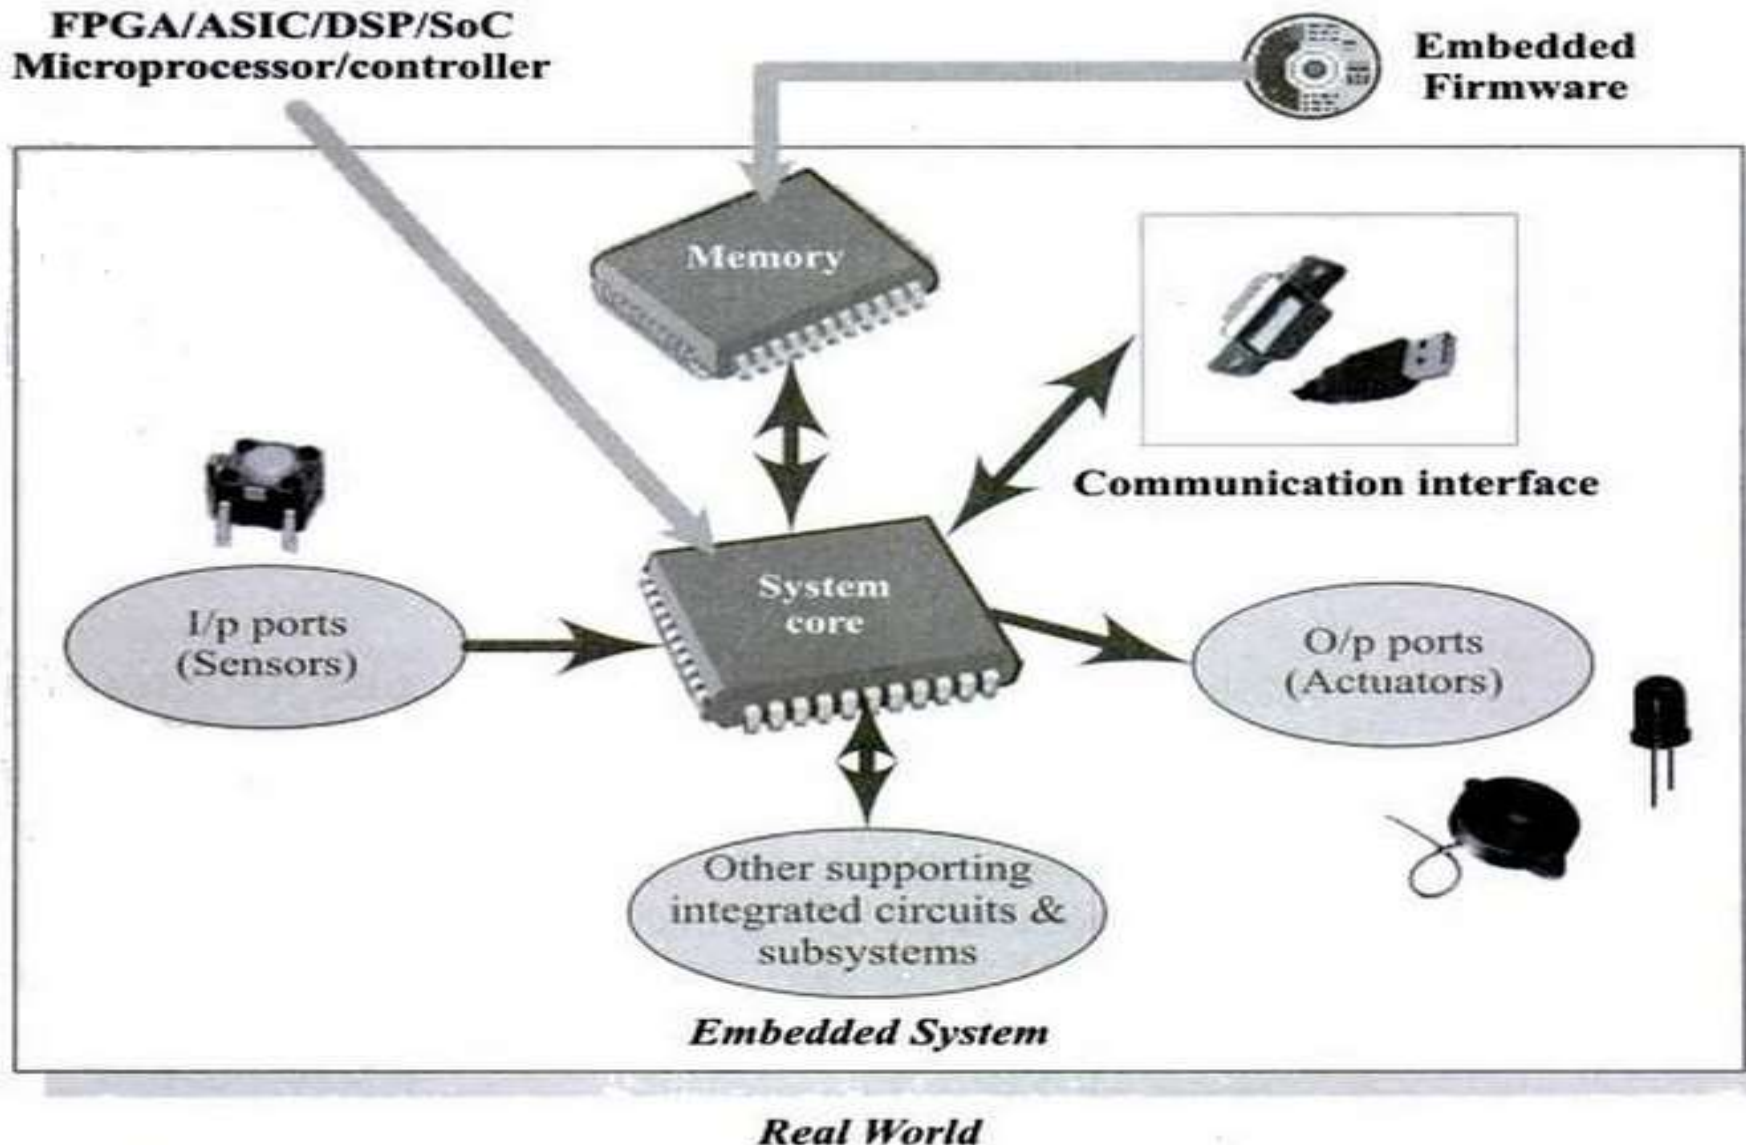 FPGA/ASIC/DSP/SoC
Microprocessor/controller
Embedded
Firmware
Memory
Communication interface
System
core
I/p ports
(Sensors)
O/p ports
(Actuators)
Other supporting
integrated circuits &
subsystems
Embedded System
Real World